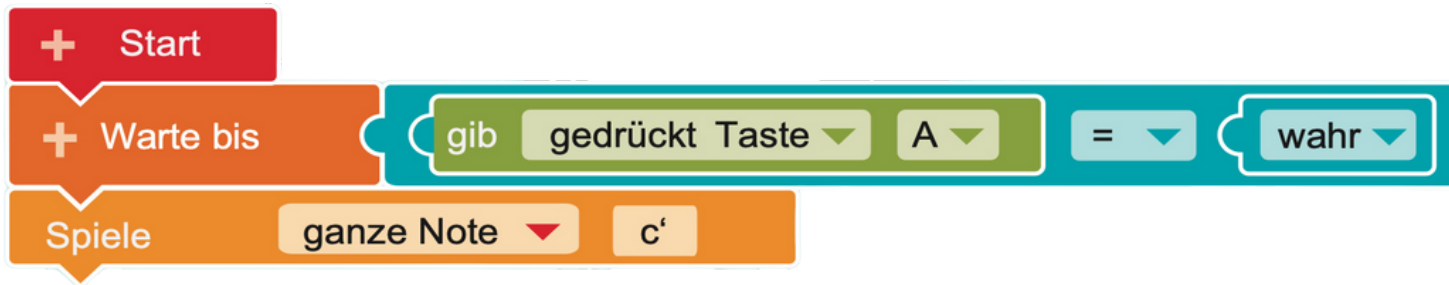 + Start
+ Warte bis gib gedrückt Taste A = wahr
Spiele ganze Note c‘